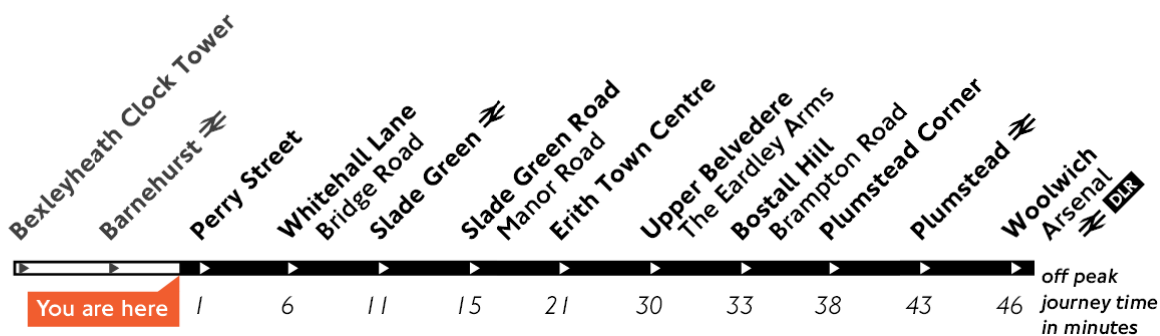 Bexleyheath Clock Tower
Barnehurst
Perry Street
Whitehall Lane
Bridge Road
Slade Green
Slade Green Road
Manor Road
Erith Town Centre
Upper Belvedere
The Eardley Arms
Bostall Hill
Brampton Road
Plumstead Corner
Plumstead
Woolwich
Arsenal
DLR
You are here
1 6 11 15 21 30 33 38 43 46
off peak
journey time
in minutes